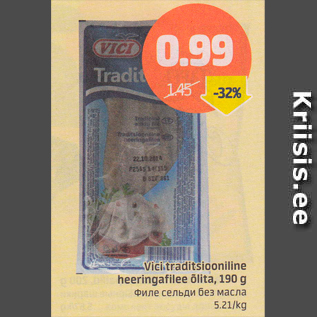 VICI
Tradit
0.99
1.45
-32%
Vici traditsiooniline
heeringafilee õlita, 190 g
Филе сельди без масла
5.21/kg
Kriisis.ee